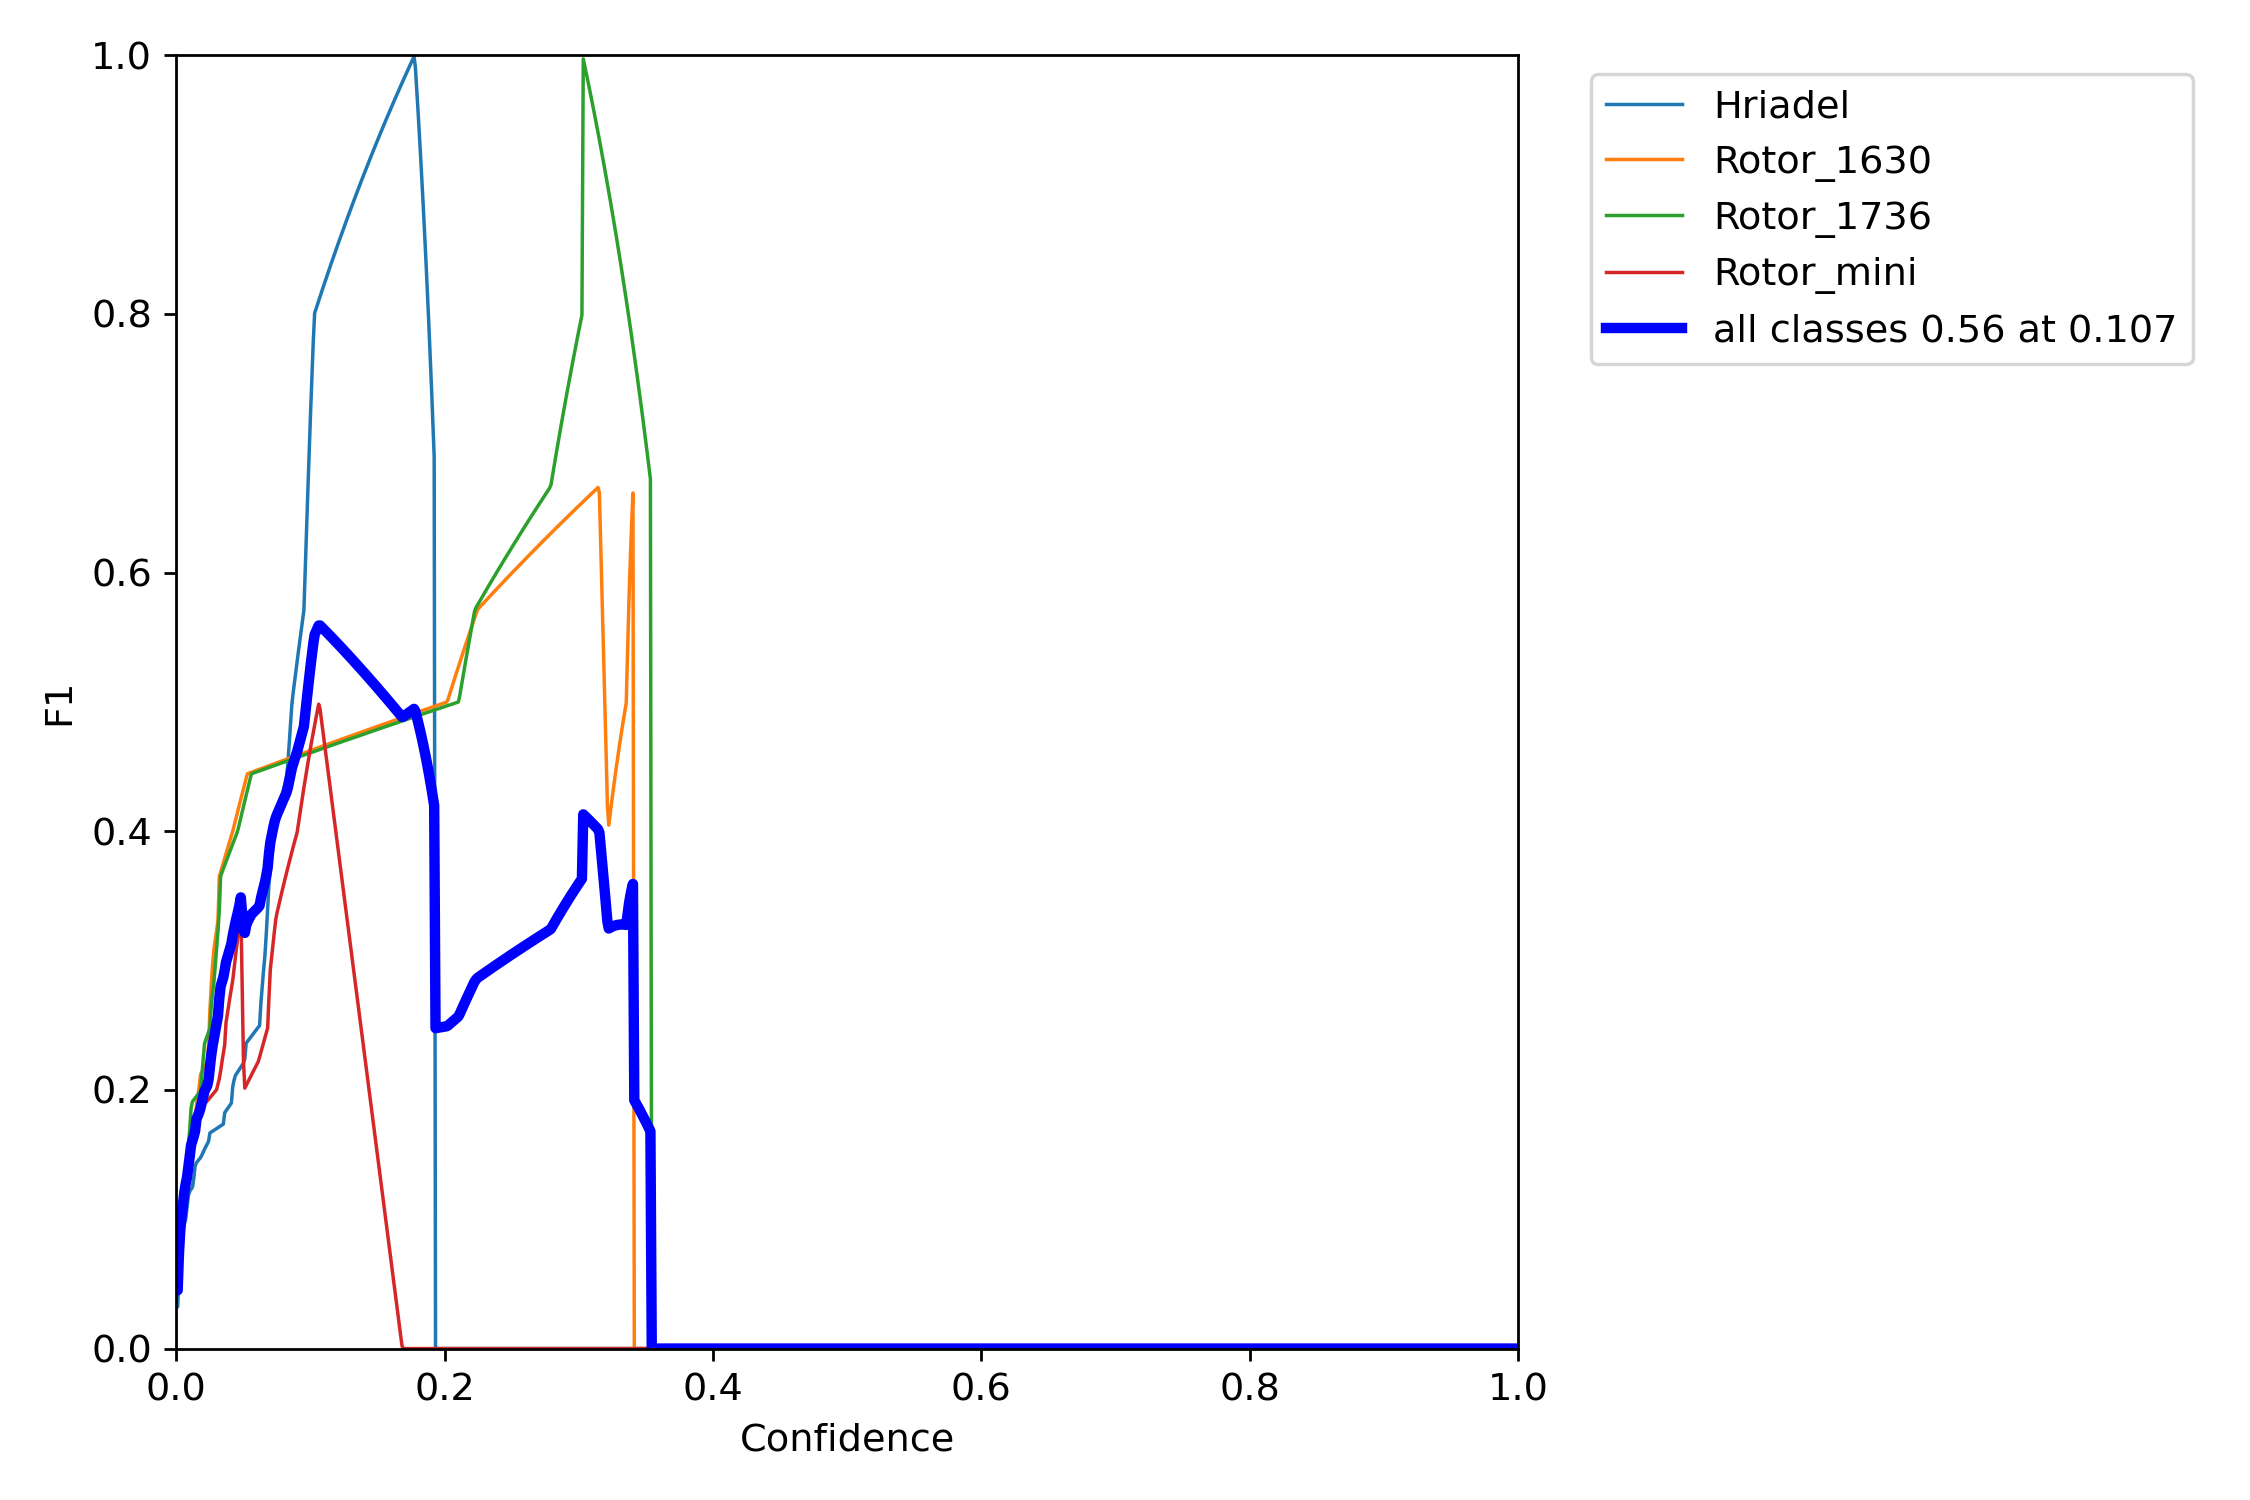 1.0
0.8
0.6
0.4
0.2
0.0
F1
0.0 0.2 0.4 0.6 0.8 1.0
Confidence
Hriadel
Rotor_1630
Rotor_1736
Rotor_mini
all classes 0.56 at 0.107